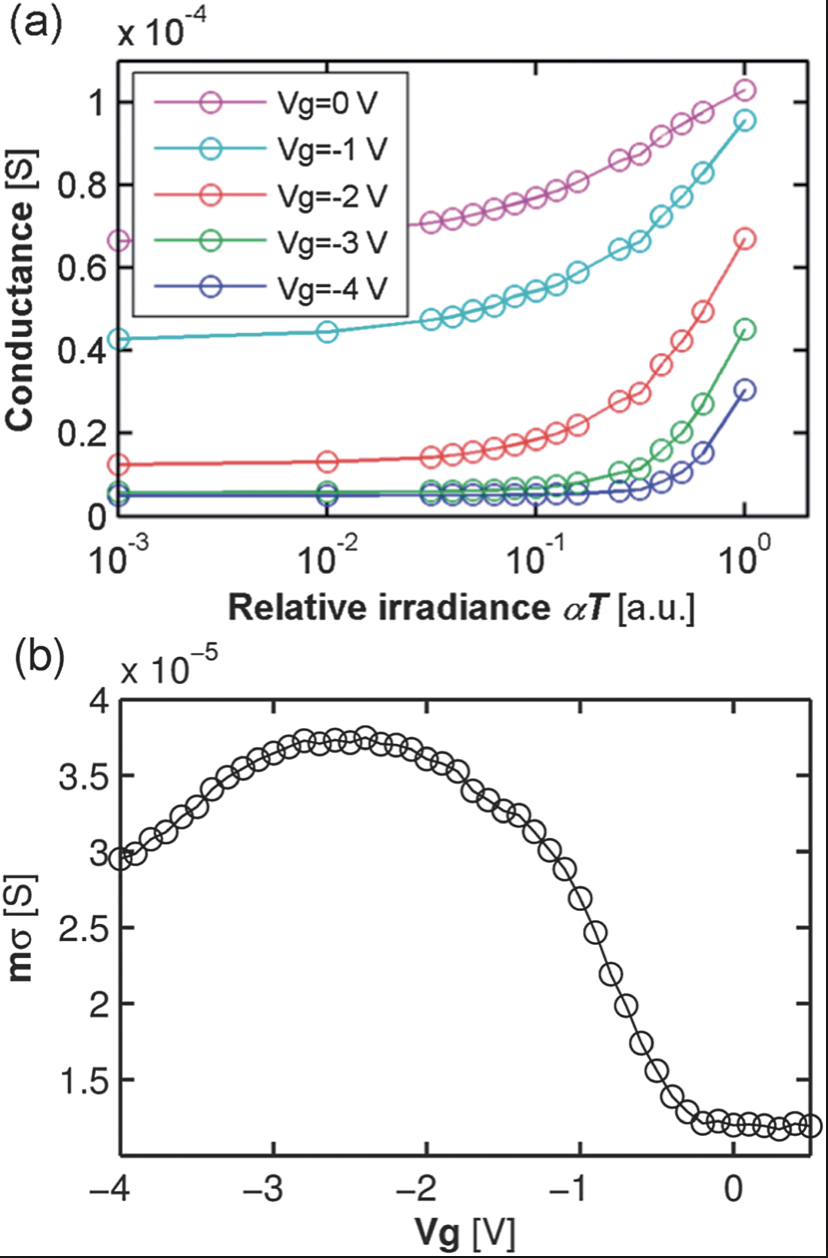 (a)
x 10⁻⁴
Conductance [S]
1
0.8
0.6
0.4
0.2
0
Vg=0 V
Vg=-1 V
Vg=-2 V
Vg=-3 V
Vg=-4 V
10⁻³ 10⁻² 10⁻¹ 10⁰
Relative irradiance αT [a.u.]
(b)
x 10⁻⁵
mσ [S]
4
3.5
3
2.5
2
1.5
−4 −3 −2 −1 0
Vg [V]